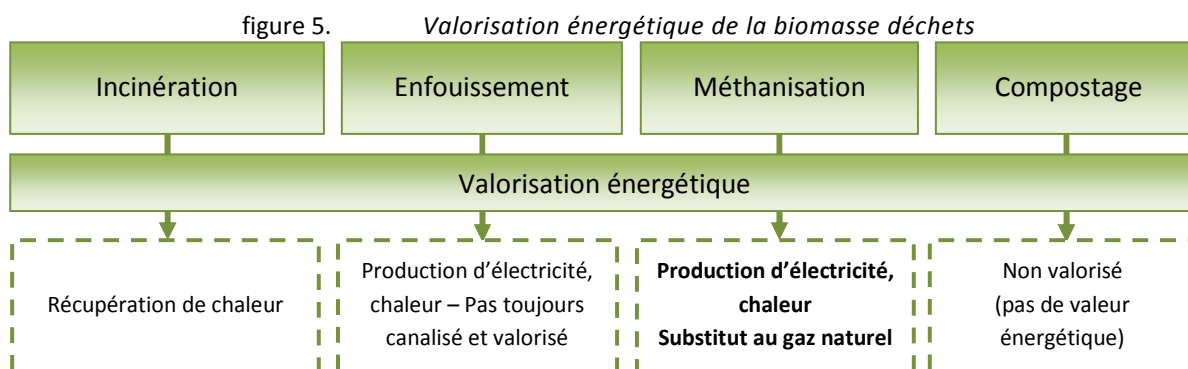 figure 5. Valorisation énergétique de la biomasse déchets
Incinération
Enfouissement
Méthanisation
Compostage
Valorisation énergétique
Récupération de chaleur
Production d’électricité,
chaleur – Pas toujours
canalisé et valorisé
Production d’électricité,
chaleur
Substitut au gaz naturel
Non valorisé
(pas de valeur
énergétique)